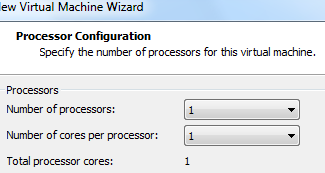 ew Virtual Machine Wizard
Processor Configuration
Specify the number of processors for this virtual machine.
Processors
Number of processors: 1
Number of cores per processor: 1
Total processor cores: 1